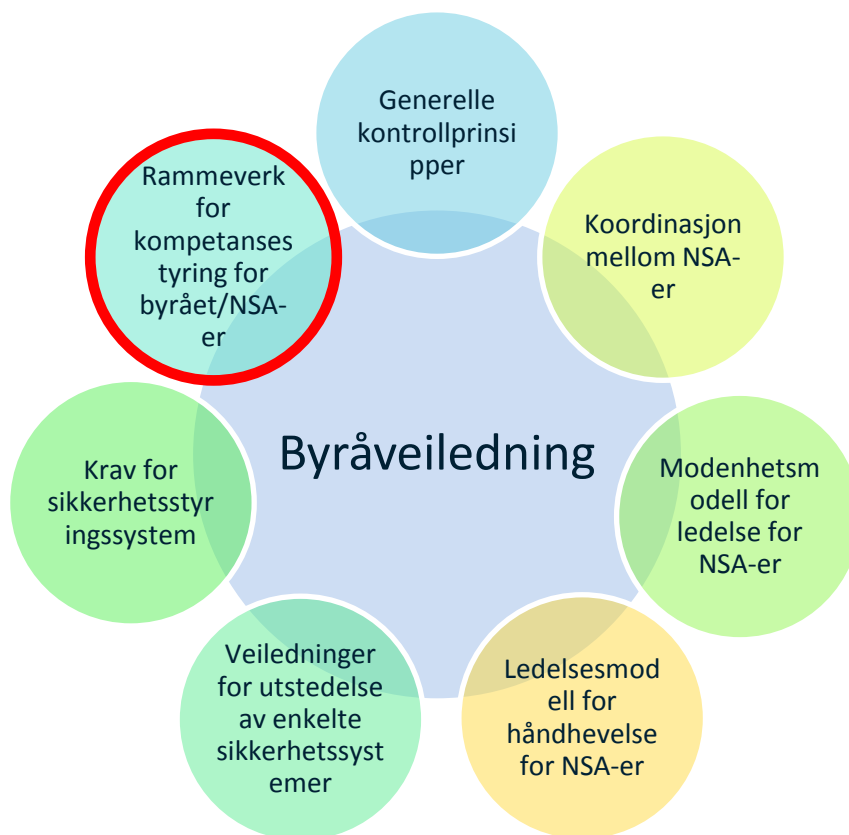 Generelle
kontrollprinsi
pper
Koordinasjon
mellom NSA-
er
Modenhetsm
odell for
ledelse for
NSA-er
Ledelsesmod
ell for
håndhevelse
for NSA-er
Veiledninger
for utstedelse
av enkelte
sikkerhetssyst
emer
Krav for
sikkerhetsstyr
ingssystem
Rammeverk
for
kompetanses
tyring for
byrået/NSA-
er
Byråveiledning